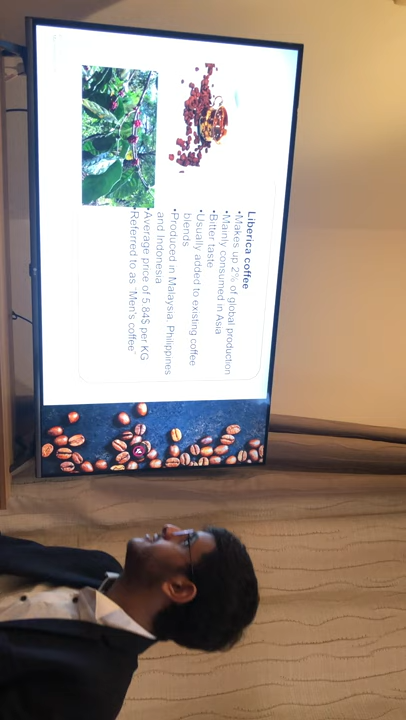 Liberica coffee
•Makes up 2% of global production
•Mainly consumed in Asia
•Bitter taste
•Usually added to existing coffee
blends
•Produced in Malaysia, Philippines
and Indonesia
•Average price of 5.84$ per KG
•Referred to as "Men's coffee"